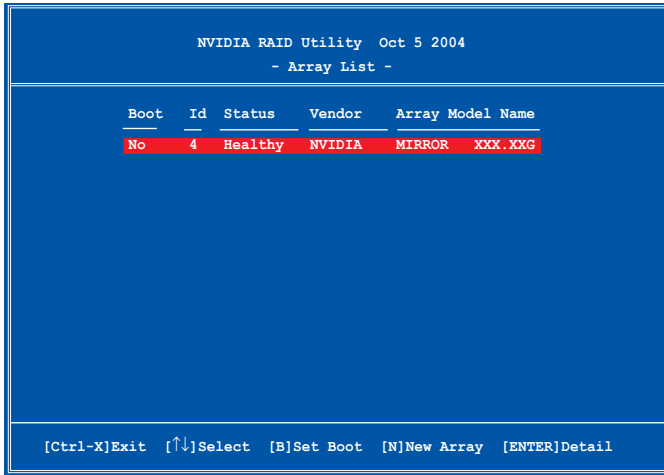 NVIDIA RAID Utility Oct 5 2004
- Array List -
Boot Id Status Vendor Array Model Name
No 4 Healthy NVIDIA MIRROR XXX.XXG
[Ctrl-X]Exit [↑↓]Select [B]Set Boot [N]New Array [ENTER]Detail